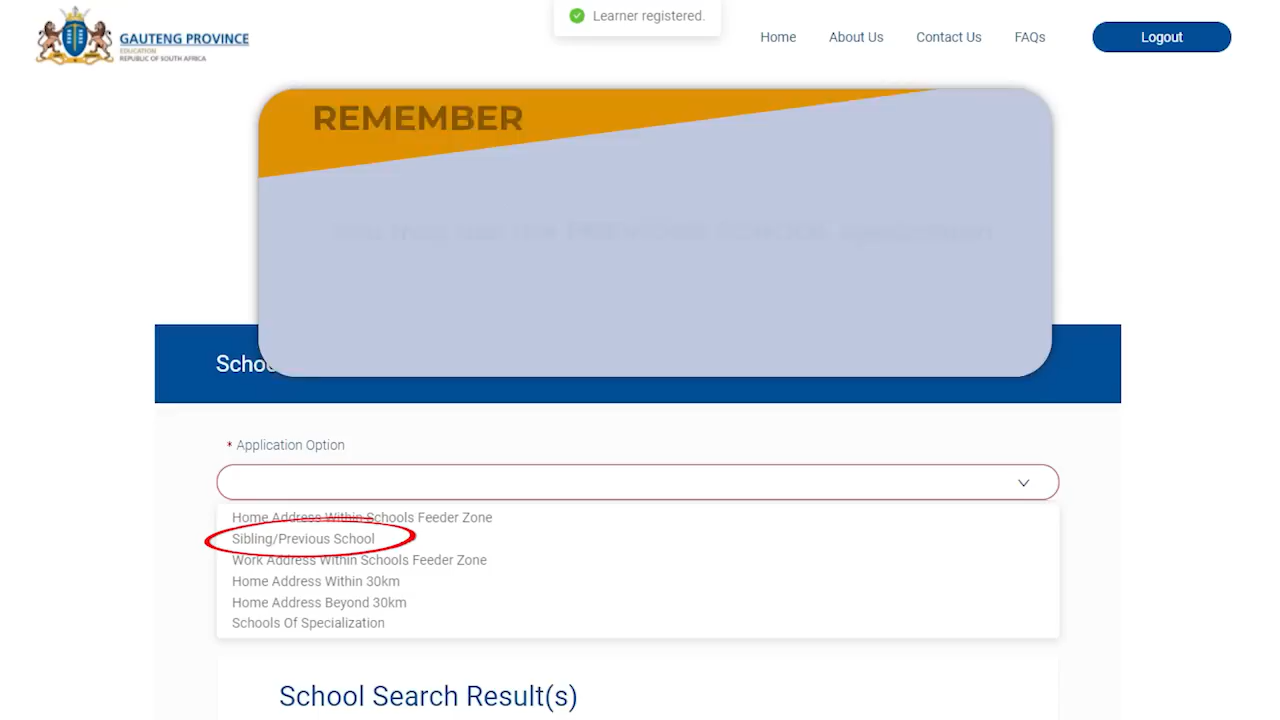 Learner registered.
GAUTENG PROVINCE
EDUCATION
REPUBLIC OF SOUTH AFRICA
Home
About Us
Contact Us
FAQs
Logout
REMEMBER
Schoo
* Application Option
Home Address Within Schools Feeder Zone
Sibling/Previous School
Work Address Within Schools Feeder Zone
Home Address Within 30km
Home Address Beyond 30km
Schools Of Specialization
School Search Result(s)